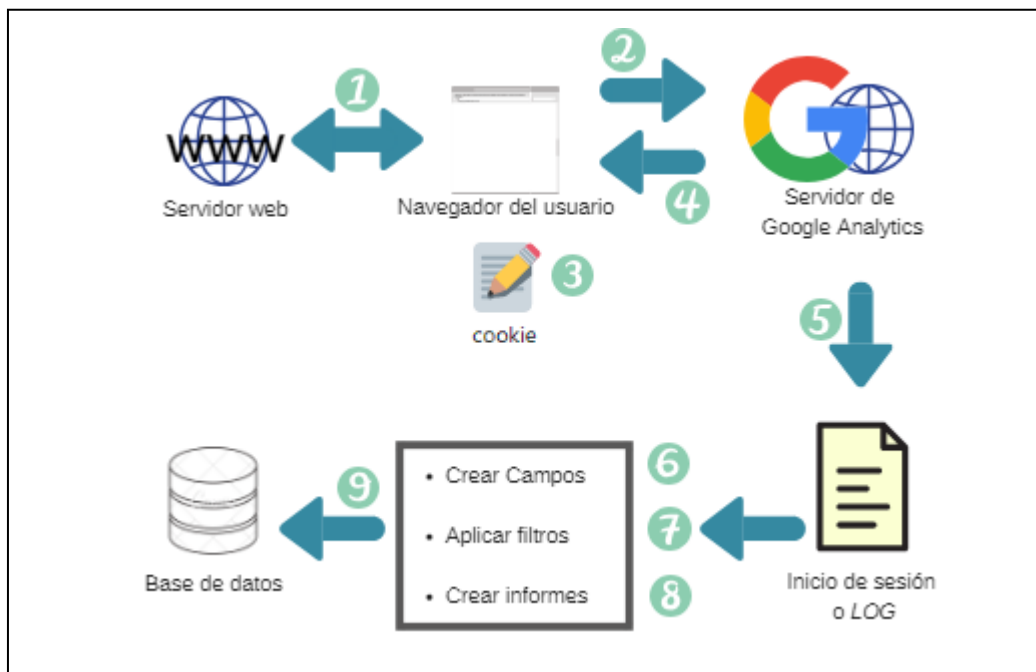 1
2
WWW
Servidor web
Navegador del usuario
4
Servidor de
Google Analytics
3
cookie
5
9
• Crear Campos
6
• Aplicar filtros
7
• Crear informes
8
Base de datos
Inicio de sesión
o LOG